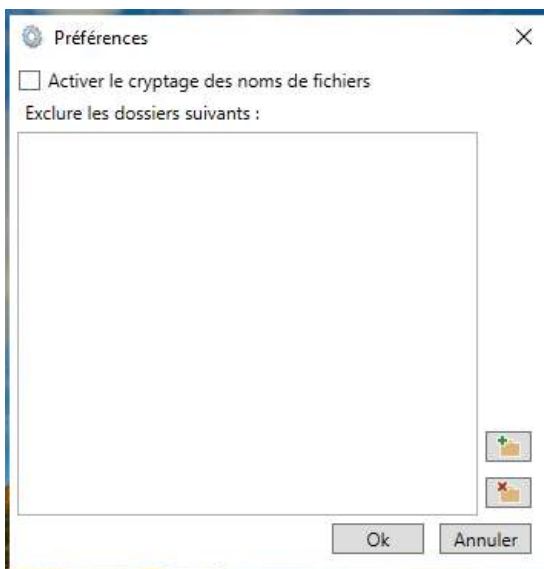 Préférences
Activer le cryptage des noms de fichiers
Exclure les dossiers suivants :
Ok
Annuler